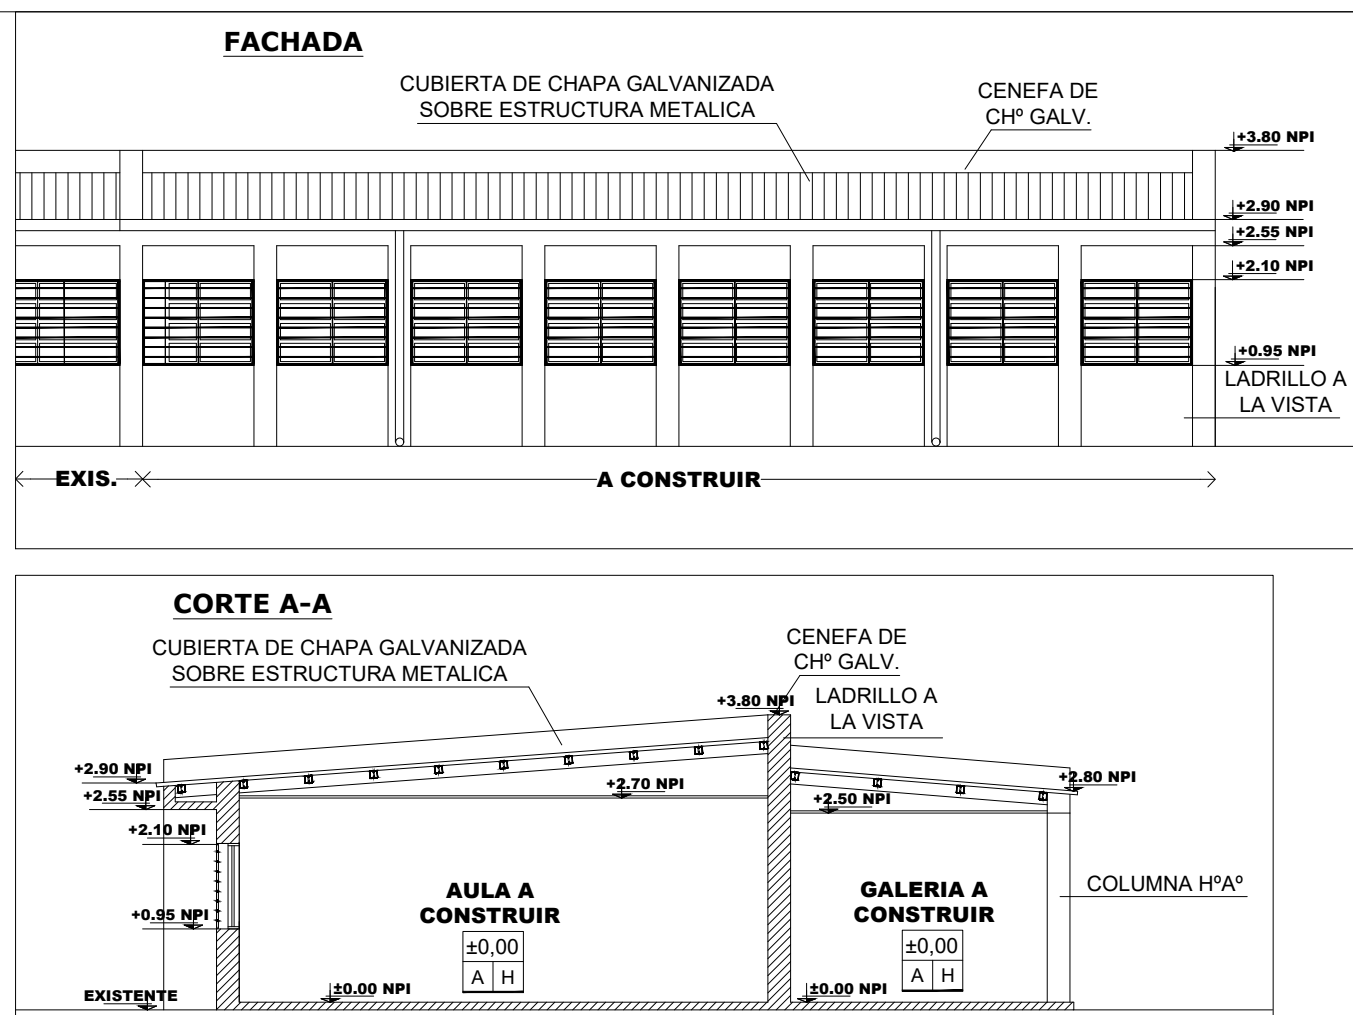 FACHADA
CUBIERTA DE CHAPA GALVANIZADA
SOBRE ESTRUCTURA METALICA
CENEFA DE
CHº GALV.
+3.80 NPI
+2.90 NPI
+2.55 NPI
+2.10 NPI
+0.95 NPI
LADRILLO A
LA VISTA
EXIS.
A CONSTRUIR
CORTE A-A
CUBIERTA DE CHAPA GALVANIZADA
SOBRE ESTRUCTURA METALICA
CENEFA DE
CHº GALV.
+3.80 NPI
LADRILLO A
LA VISTA
+2.90 NPI
+2.55 NPI
+2.10 NPI
+0.95 NPI
+2.70 NPI
+2.50 NPI
+2.80 NPI
AULA A
CONSTRUIR
±0,00
A H
GALERIA A
CONSTRUIR
±0,00
A H
COLUMNA HºAº
EXISTENTE
±0.00 NPI
±0.00 NPI